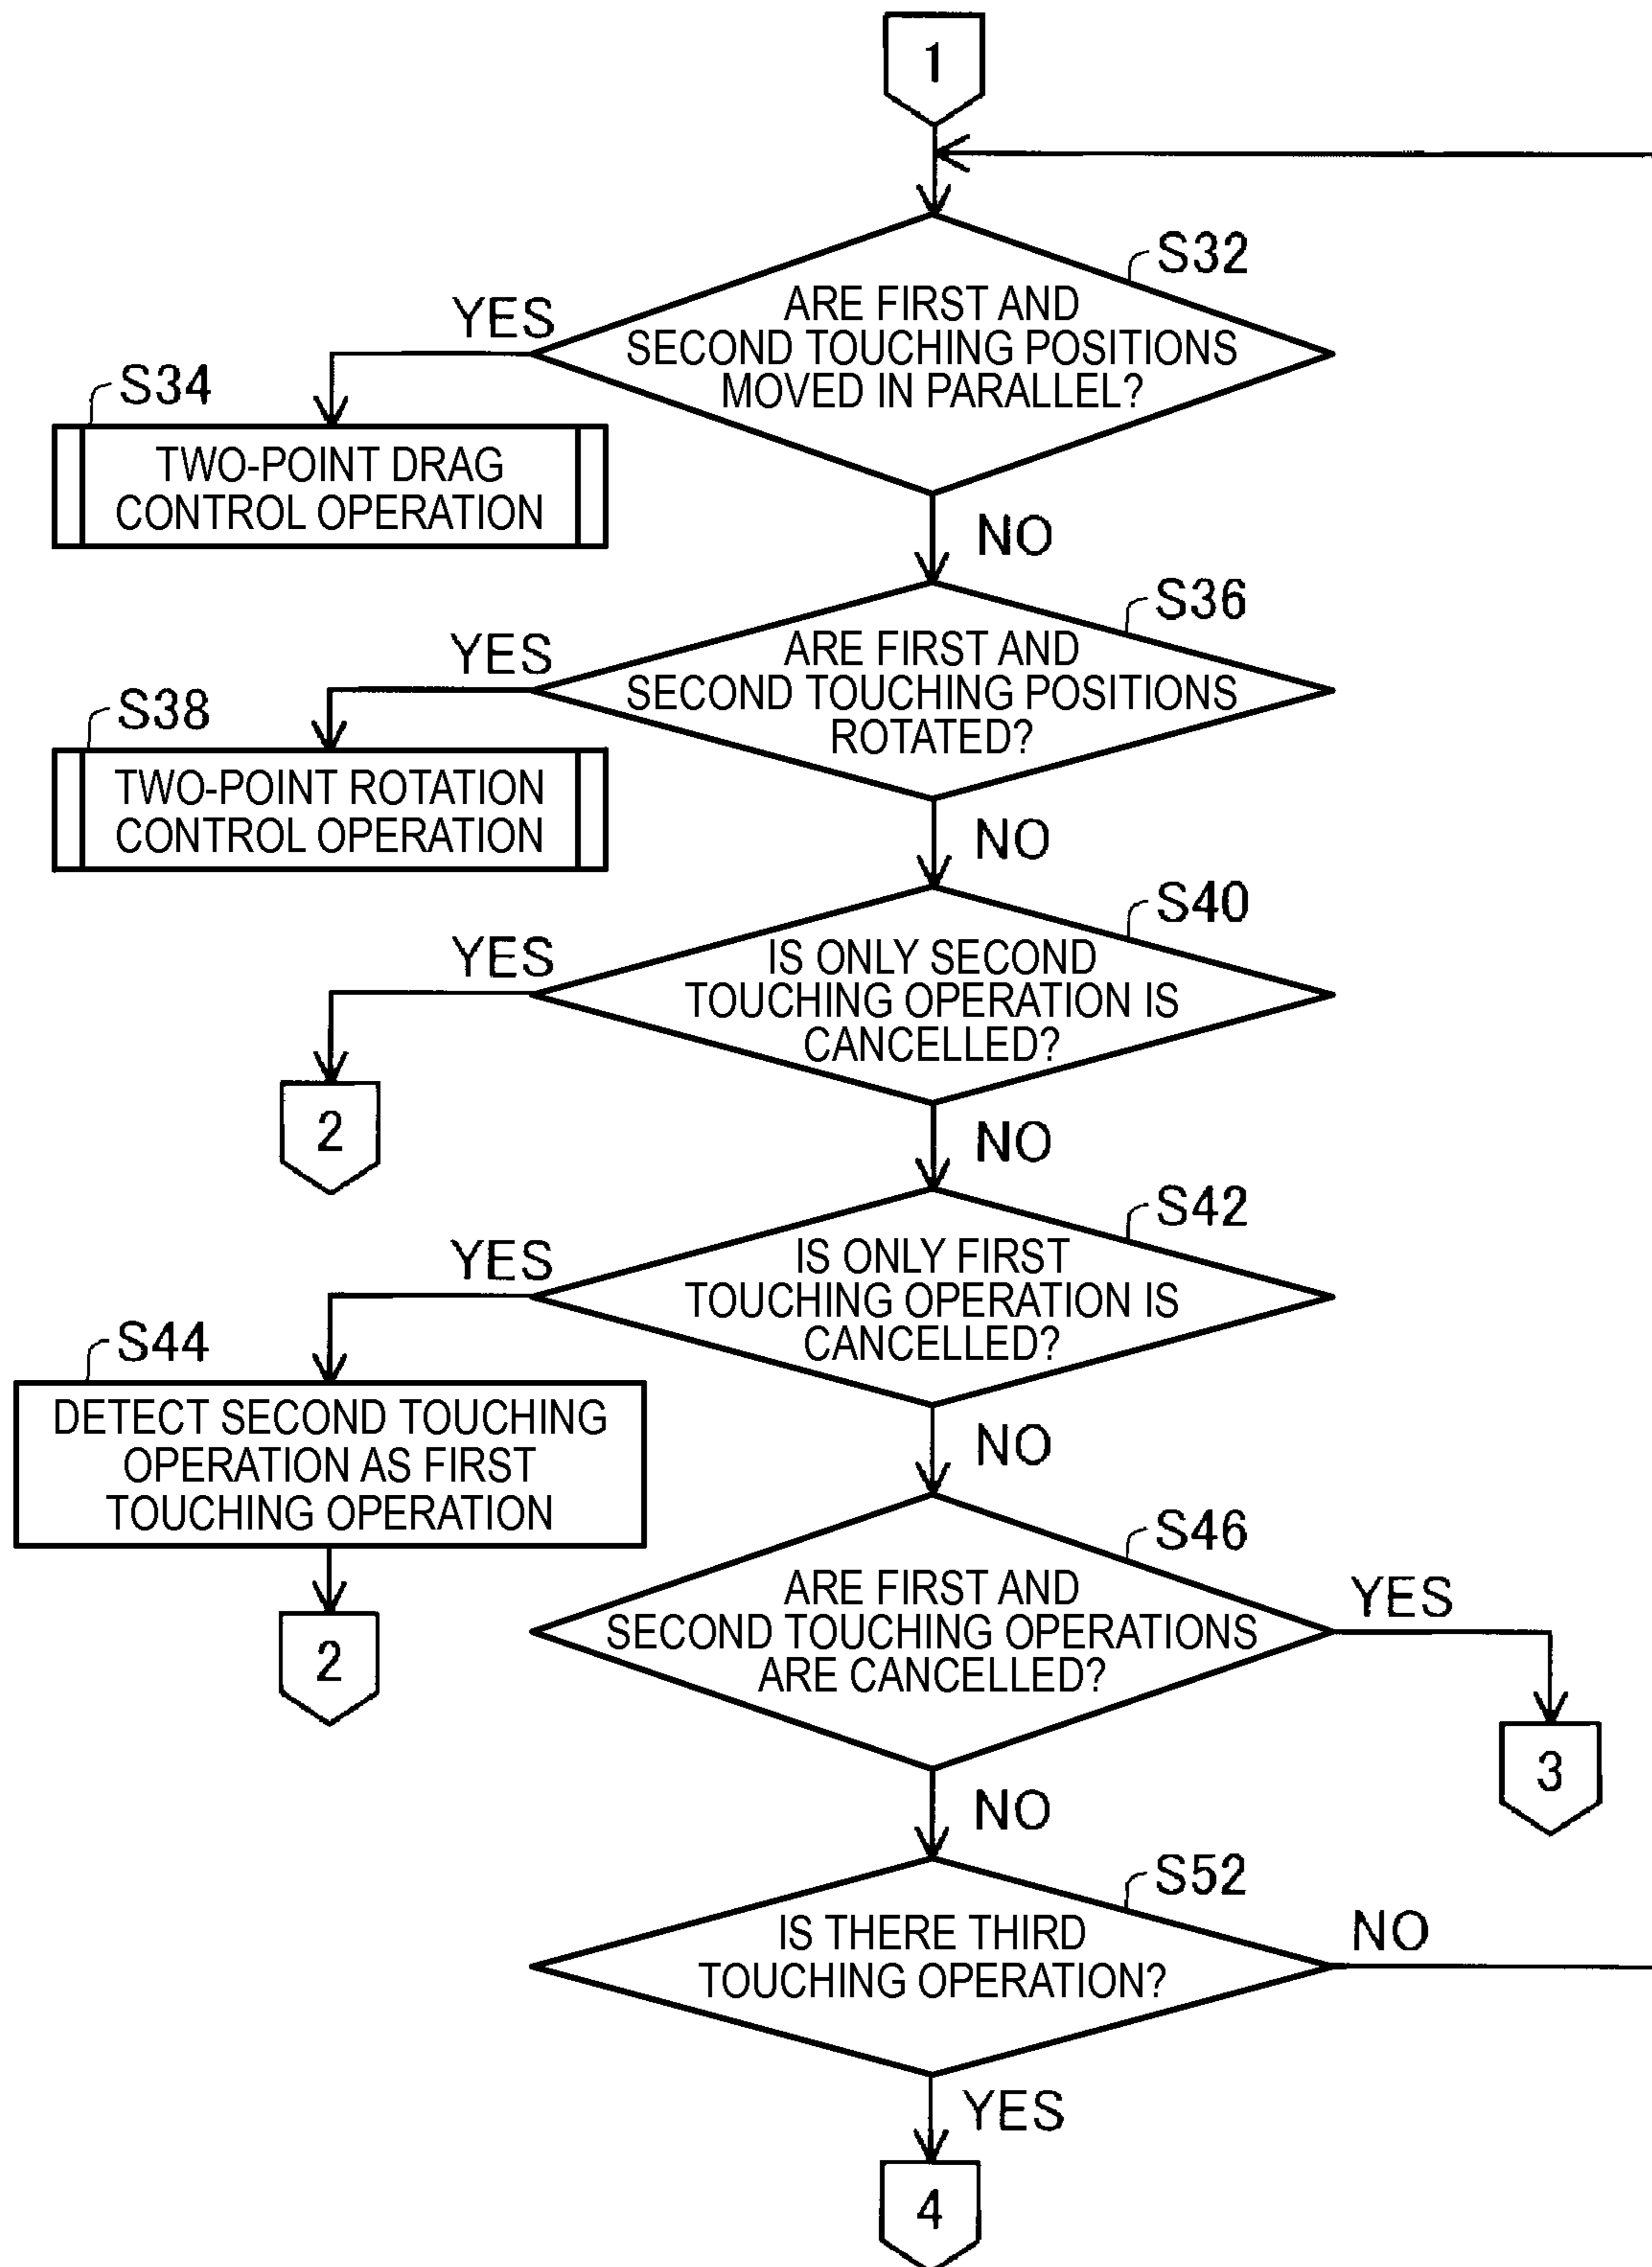 1
S32
ARE FIRST AND
SECOND TOUCHING POSITIONS
MOVED IN PARALLEL?
YES
S34
TWO-POINT DRAG
CONTROL OPERATION
NO
S36
ARE FIRST AND
SECOND TOUCHING POSITIONS
ROTATED?
YES
S38
TWO-POINT ROTATION
CONTROL OPERATION
NO
S40
IS ONLY SECOND
TOUCHING OPERATION IS
CANCELLED?
YES
2
NO
S42
IS ONLY FIRST
TOUCHING OPERATION IS
CANCELLED?
YES
S44
DETECT SECOND TOUCHING
OPERATION AS FIRST
TOUCHING OPERATION
2
NO
S46
ARE FIRST AND
SECOND TOUCHING OPERATIONS
ARE CANCELLED?
YES
3
NO
S52
IS THERE THIRD
TOUCHING OPERATION?
NO
YES
4